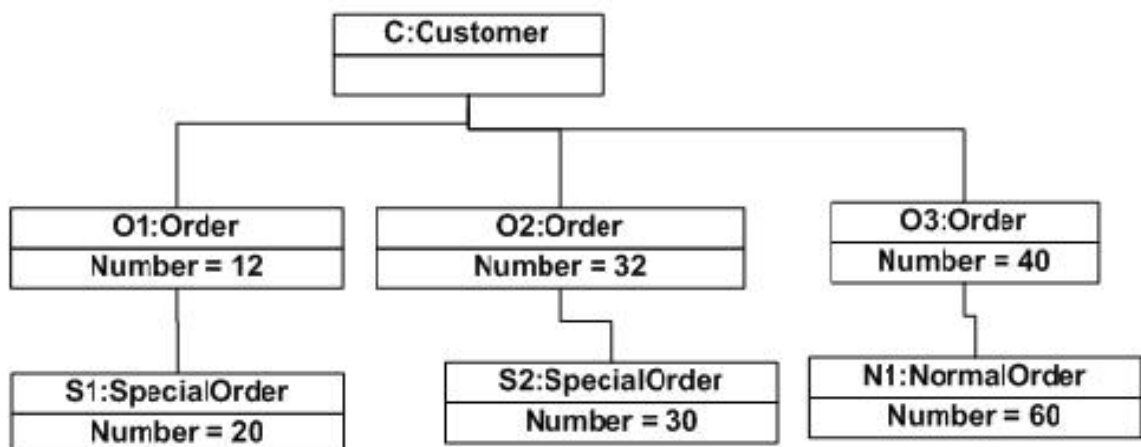 C:Customer
O1:Order
Number = 12
O2:Order
Number = 32
O3:Order
Number = 40
S1:SpecialOrder
Number = 20
S2:SpecialOrder
Number = 30
N1:NormalOrder
Number = 60